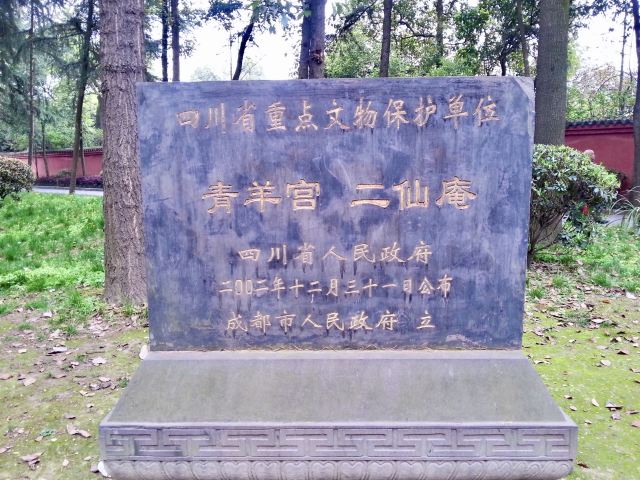 四川省重点文物保护单位
青羊宫 二仙庵
四川省人民政府
二〇〇二年十二月三十一日公布
成都市人民政府 立